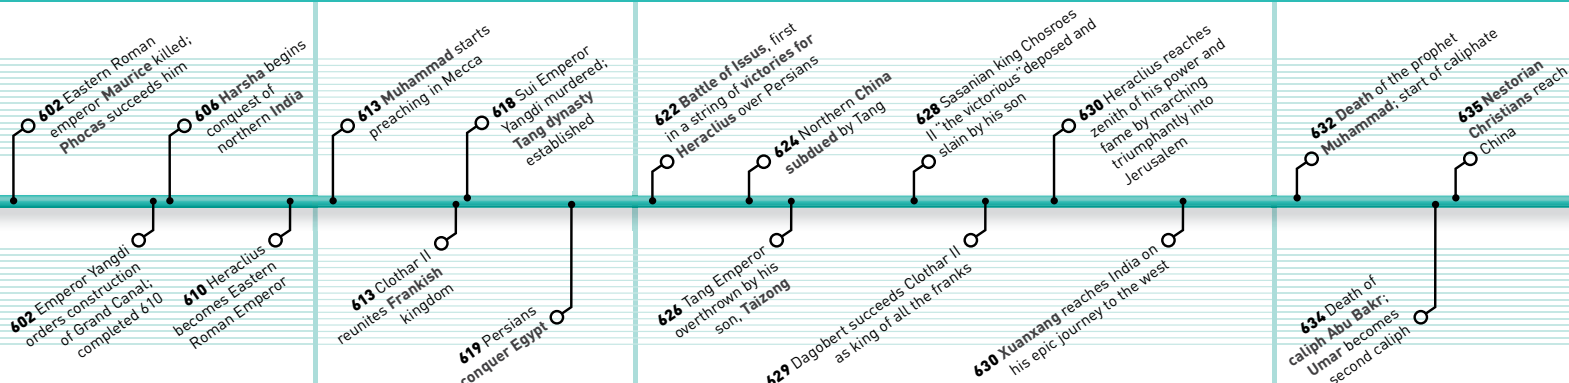 602 Eastern Roman
emperor Maurice killed;
Phocas succeeds him
606 Harsha begins
conquest of
northern India
613 Muhammad starts
preaching in Mecca
618 Sui Emperor
Yangdi murdered;
Tang dynasty
established
622 Battle of Issus, first
in a string of victories for
Heraclius over Persians
624 Northern China
subdued by Tang
628 Sasanian king Chosroes
II "the victorious" deposed and
slain by his son
630 Heraclius reaches
zenith of his power and
fame by marching
triumphantly into
Jerusalem
632 Death of the prophet
Muhammad; start of caliphate
635 Nestorian
Christians reach
China
602 Emperor Yangdi
orders construction
of Grand Canal;
completed 610
610 Heraclius
becomes Eastern
Roman Emperor
613 Clothar II
reunites Frankish
kingdom
619 Persians
conquer Egypt
626 Tang Emperor
overthrown by his
son, Taizong
629 Dagobert succeeds Clothar II
as king of all the franks
630 Xuanxang reaches India on
his epic journey to the west
634 Death of
caliph Abu Bakr;
Umar becomes
second caliph